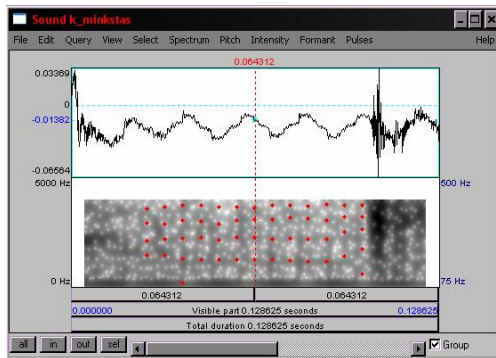 Sound k_minkstas
File Edit Query View Select Spectrum Pitch Intensity Formant Pulses Help
0.064312
0.03369
0
-0.01382
-0.06564
5000 Hz 500 Hz
0 Hz 75 Hz
0.064312 0.064312
0.000000 Visible part 0.128625 seconds 0.128625
Total duration 0.128625 seconds
all in out sel Group